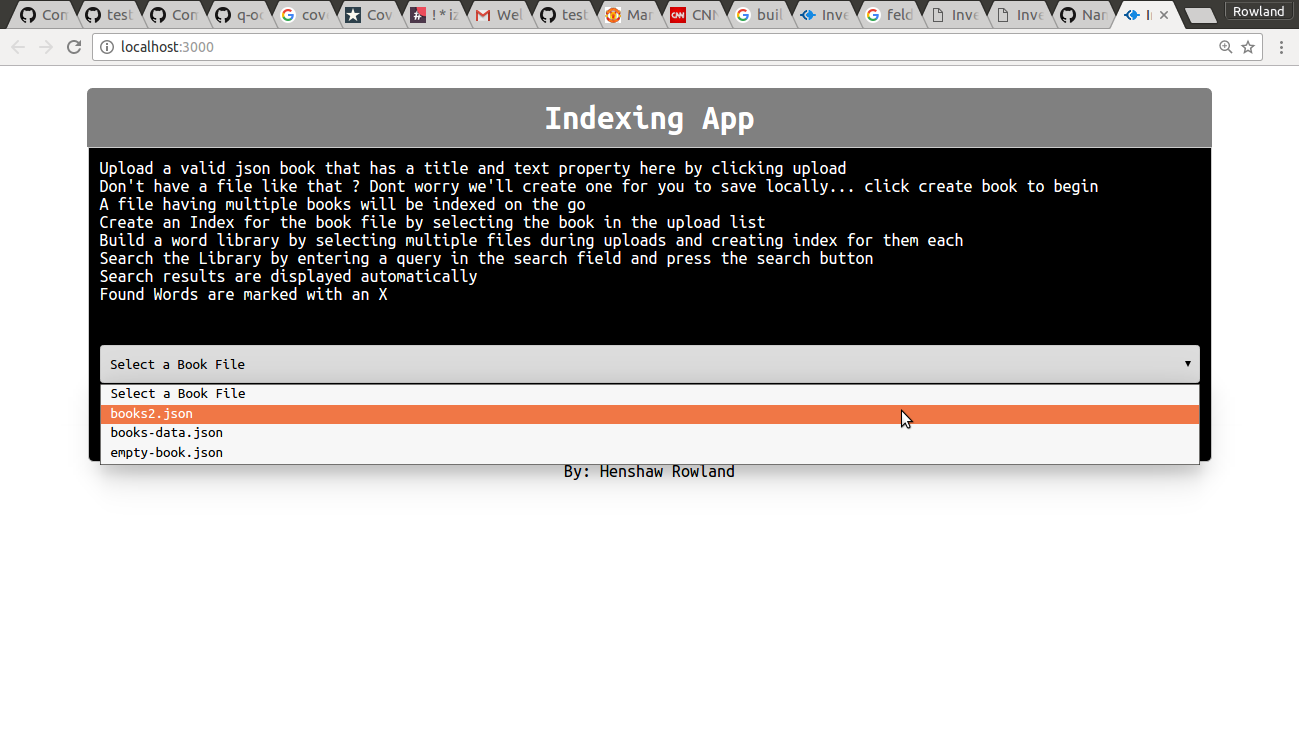 Con
test
Con
q-oc
cove
Cov
!*iz
Wel
test
Mar
CNN
buil
Inve
feld
Inve
Inve
Nam
In
Rowland
localhost:3000
Indexing App
Upload a valid json book that has a title and text property here by clicking upload
Don't have a file like that ? Dont worry we'll create one for you to save locally... click create book to begin
A file having multiple books will be indexed on the go
Create an Index for the book file by selecting the book in the upload list
Build a word library by selecting multiple files during uploads and creating index for them each
Search the Library by entering a query in the search field and press the search button
Search results are displayed automatically
Found Words are marked with an X
Select a Book File
Select a Book File
books2.json
books-data.json
empty-book.json
By: Henshaw Rowland